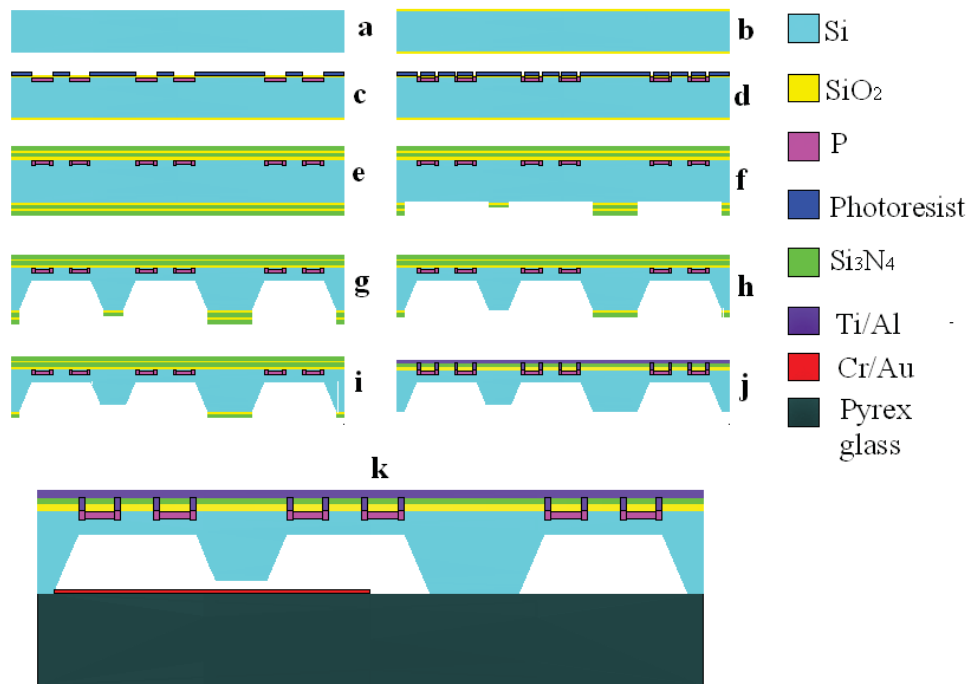 a
b
c
d
e
f
g
h
i
j
k
Si
SiO₂
P
Photoresist
Si₃N₄
Ti/Al
-
Cr/Au
Pyrex
glass